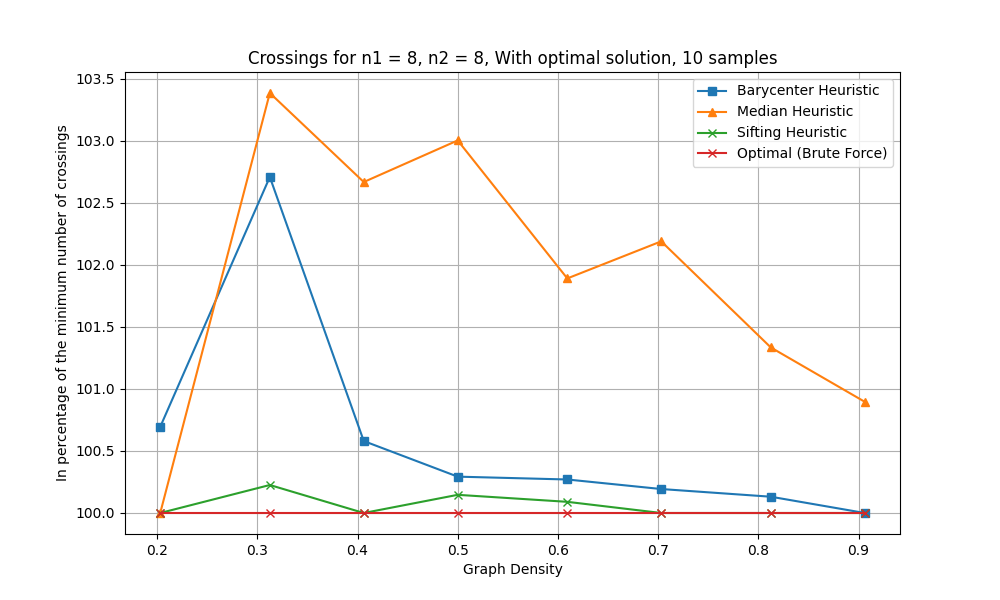 Crossings for n1 = 8, n2 = 8, With optimal solution, 10 samples
In percentage of the minimum number of crossings
103.5
103.0
102.5
102.0
101.5
101.0
100.5
100.0
Barycenter Heuristic
Median Heuristic
Sifting Heuristic
Optimal (Brute Force)
0.2 0.3 0.4 0.5 0.6 0.7 0.8 0.9
Graph Density